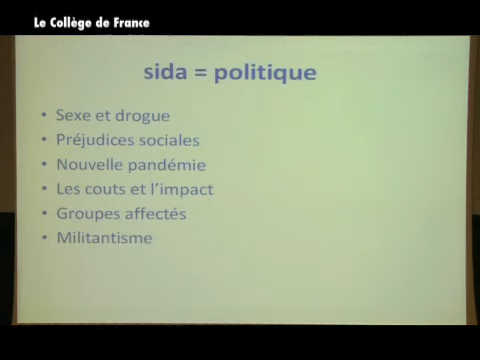 Le Collège de France
sida = politique
• Sexe et drogue
• Préjudices sociales
• Nouvelle pandémie
• Les couts et l'impact
• Groupes affectés
• Militantisme